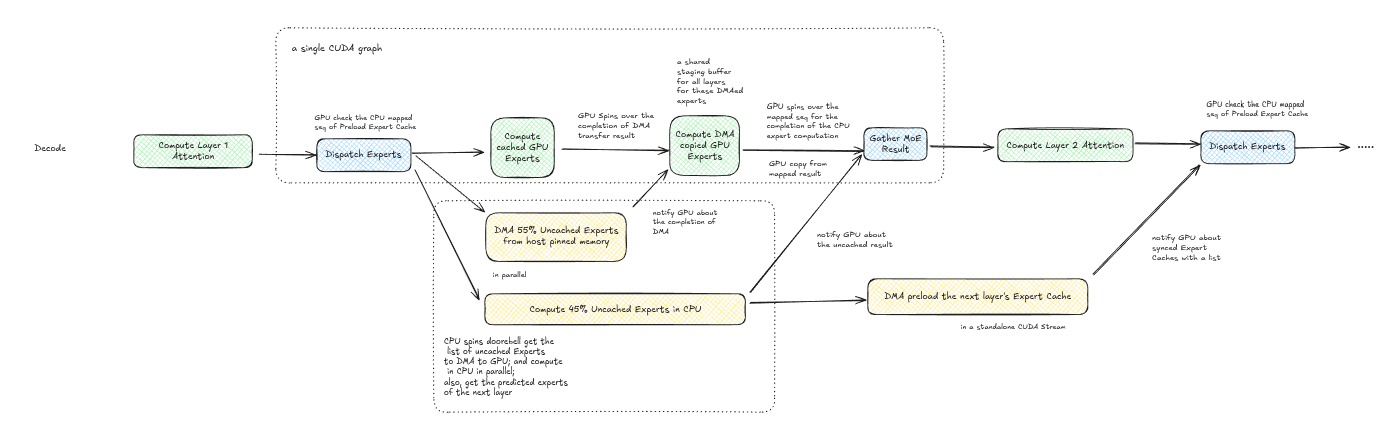 a single CUDA graph
a shared
staging buffer
for all layers
for these DMAed
experts
GPU check the CPU mapped
seq of Preload Expert Cache
GPU Spins over the
completion of DMA
transfer result
GPU spins over the
mapped seq for the
completion of the CPU
expert computation
GPU check the CPU mapped
seq of Preload Expert Cache
Decode
Compute Layer 1
Attention
Dispatch Experts
Compute
cached GPU
Experts
Compute DMA
copied GPU
Experts
Gather MoE
Result
Compute Layer 2 Attention
Dispatch Experts
.....
GPU copy from
mapped result
DMA 55% Uncached Experts
from host pinned memory
notify GPU about
the completion of
DMA
notify GPU about
the uncached result
notify GPU about
synced Expert
Caches with a list
in parallel
Compute 45% Uncached Experts in CPU
DMA preload the next layer's Expert Cache
in a standalone CUDA Stream
CPU spins doorebell get the
list of uncached Experts
to DMA to GPU; and compute
in CPU in parallel;
also, get the predicted experts
of the next layer